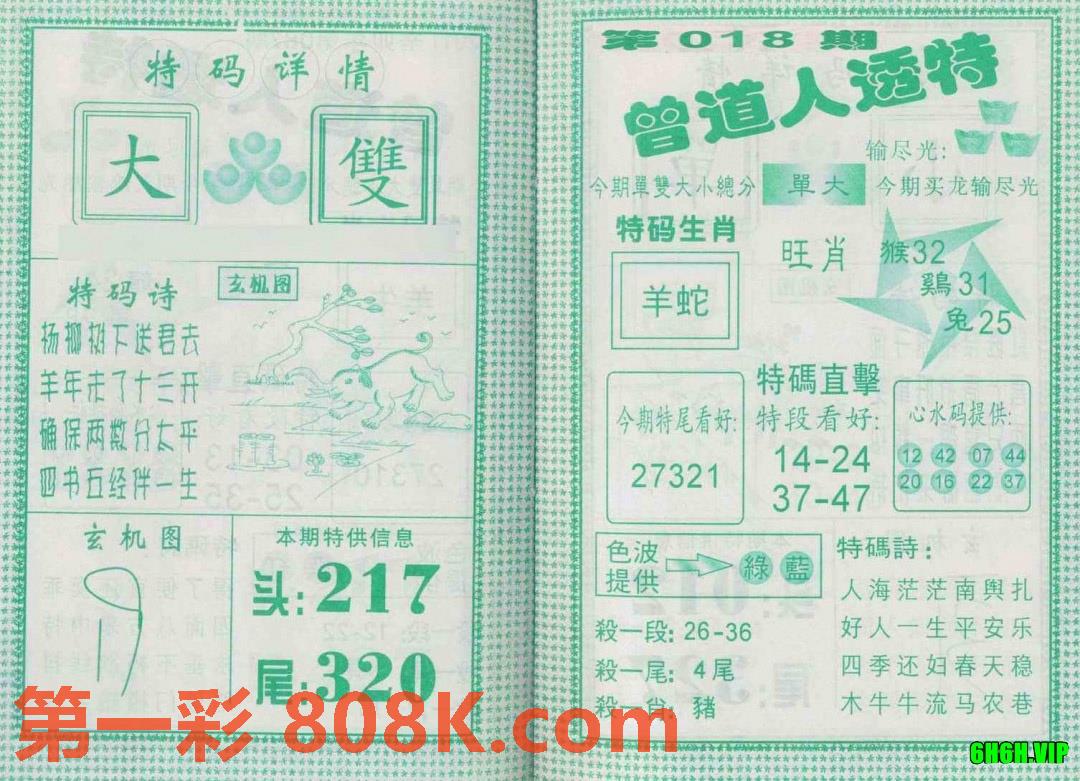 特码详情
大 雙
特码诗
玄机图
扬柳树下送君去
羊年走了十三开
确保两数分太平
四书五经伴一生
玄机图
本期特供信息
头:217
尾:320
第018期
曾道人透特
输尽光:
今期單雙大小總分 單大 今期买龙输尽光
特码生肖
羊蛇
旺肖
猴32
鷄31
兔25
今期特尾看好:
27321
特碼直擊
特段看好:
14-24
37-47
心水码提供:
12 42 07 44
20 16 22 37
色波
提供
綠 藍
殺一段: 26-36
殺一尾: 4尾
殺一肖: 豬
特碼詩:
人海茫茫南舆扎
好人一生平安乐
四季还妇春天稳
木牛牛流马农巷
第一彩 808K.com
6H6H.VIP